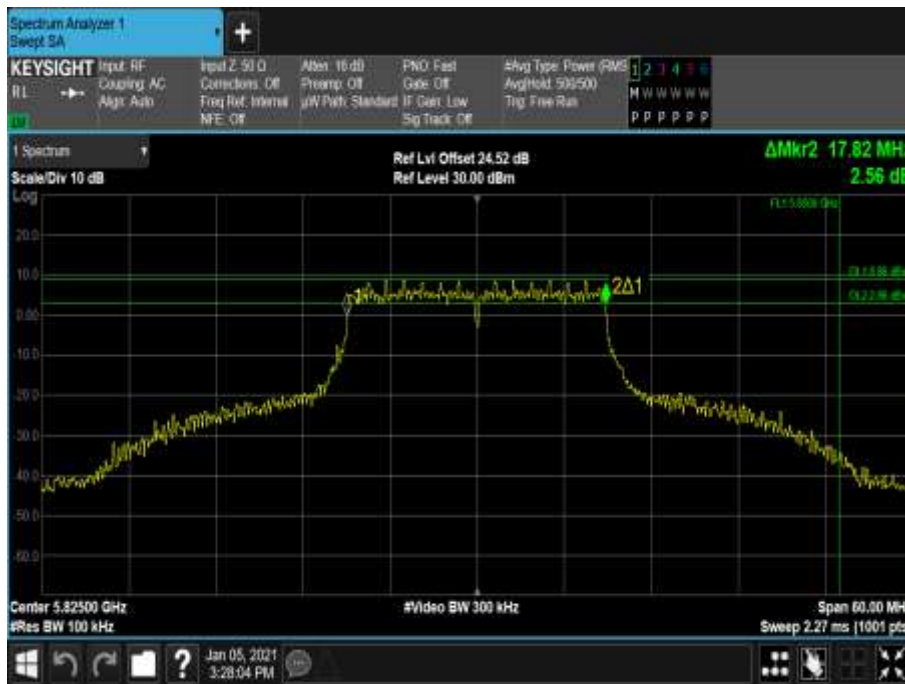 Spectrum Analyzer 1
Swept SA
+
KEYSIGHT Input: RF
RL
Coupling: AC
Align: Auto
Input Z: 50 Ω
Corrections: Off
Freq Ref: Internal
NFE: Off
Atten: 16 dB
Preamp: Off
µW Path: Standard
PNO: Fast
Gate: Off
IF Gain: Low
Sig Track: Off
#Avg Type: Power (RMS
Avg|Hold: 500/500
Trig: Free Run
1 2 3 4 5 6
M W W W W W
P P P P P P
1 Spectrum
Scale/Div 10 dB
Log
Ref Lvl Offset 24.52 dB
Ref Level 30.00 dBm
ΔMkr2 17.82 MH
2.56 d
20.0
10.0
0.00
-10.0
-20.0
-30.0
-40.0
-50.0
-60.0
1
2Δ1
Center 5.82500 GHz
#Res BW 100 kHz
#Video BW 300 kHz
Span 60.00 MH
Sweep 2.27 ms (1001 pts
?
Jan 05, 2021
3:28:04 PM